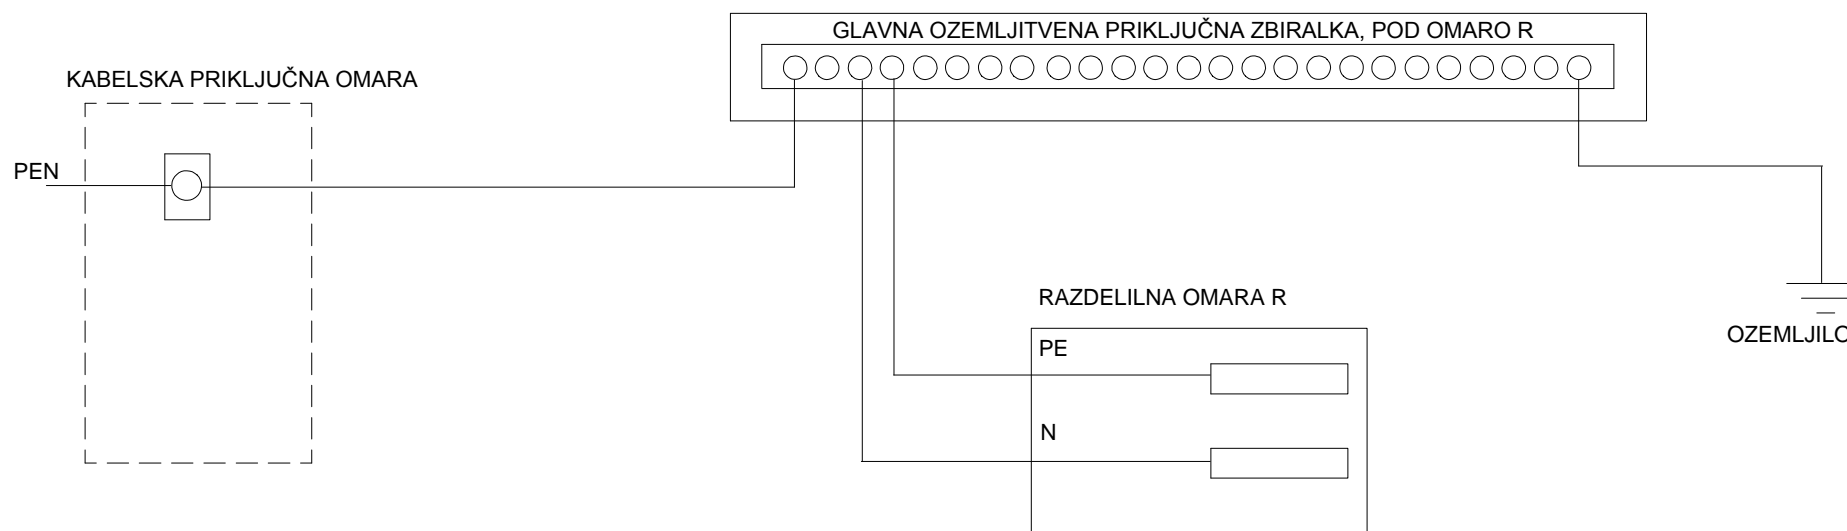 GLAVNA OZEMLJITVENA PRIKLJUČNA ZBIRALKA, POD OMARO R
KABELSKA PRIKLJUČNA OMARA
PEN
RAZDELILNA OMARA R
OZEMLJILO
PE
N